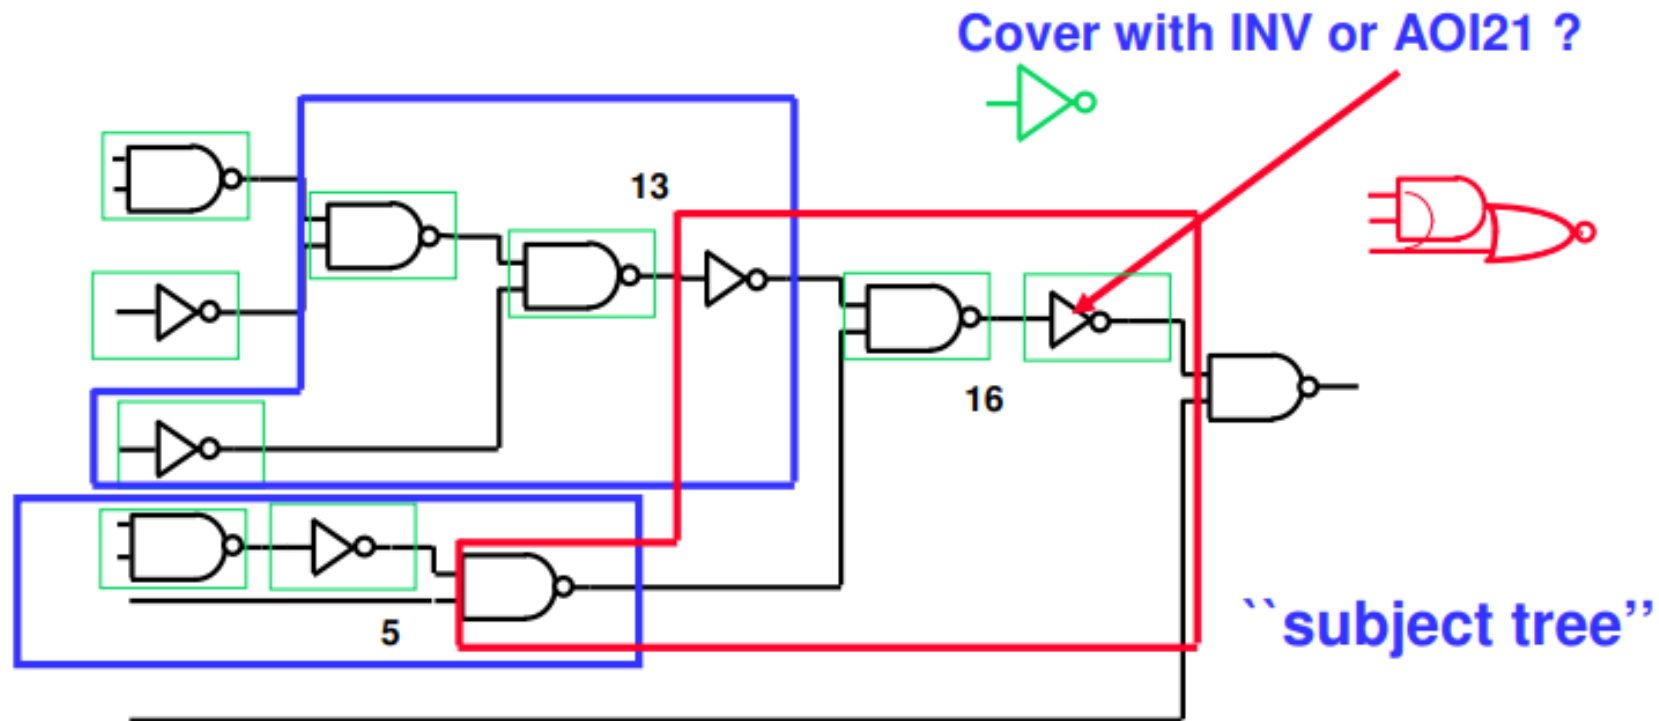 Cover with INV or AOI21 ?
13
16
5
``subject tree’’